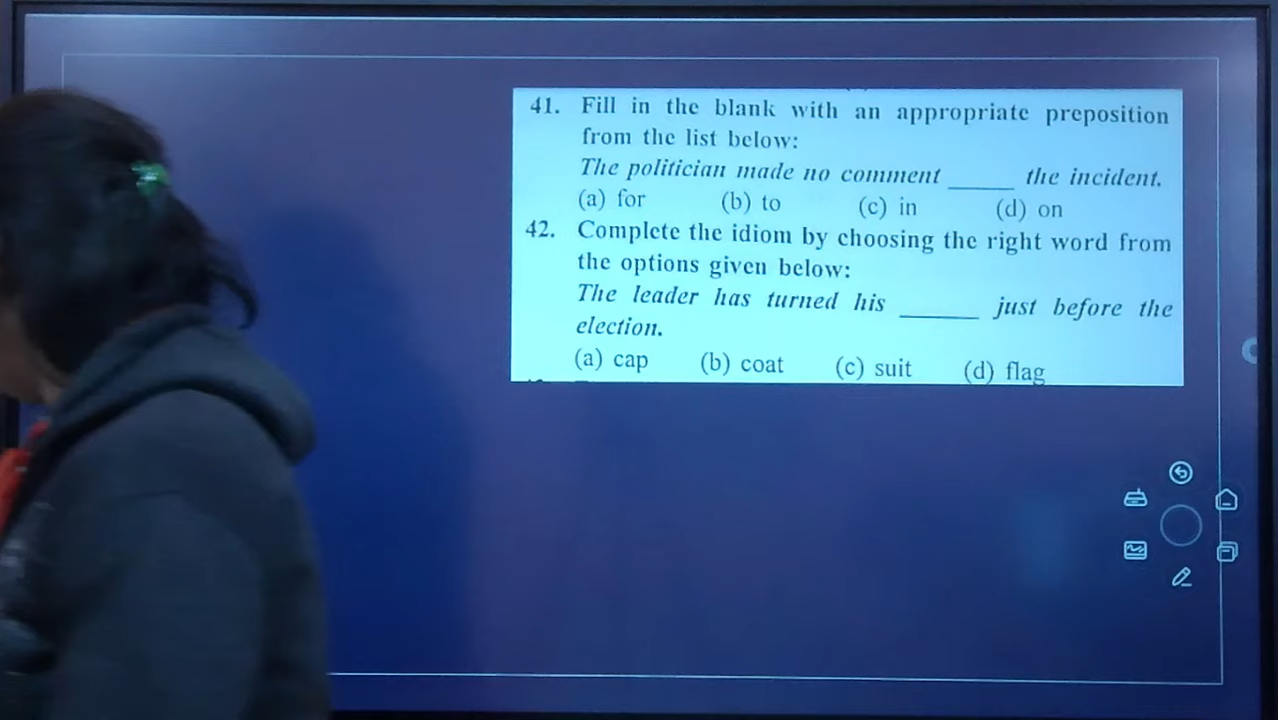 41. Fill in the blank with an appropriate preposition
from the list below:
The politician made no comment _____ the incident.
(a) for (b) to (c) in (d) on
42. Complete the idiom by choosing the right word from
the options given below:
The leader has turned his ______ just before the
election.
(a) cap (b) coat (c) suit (d) flag